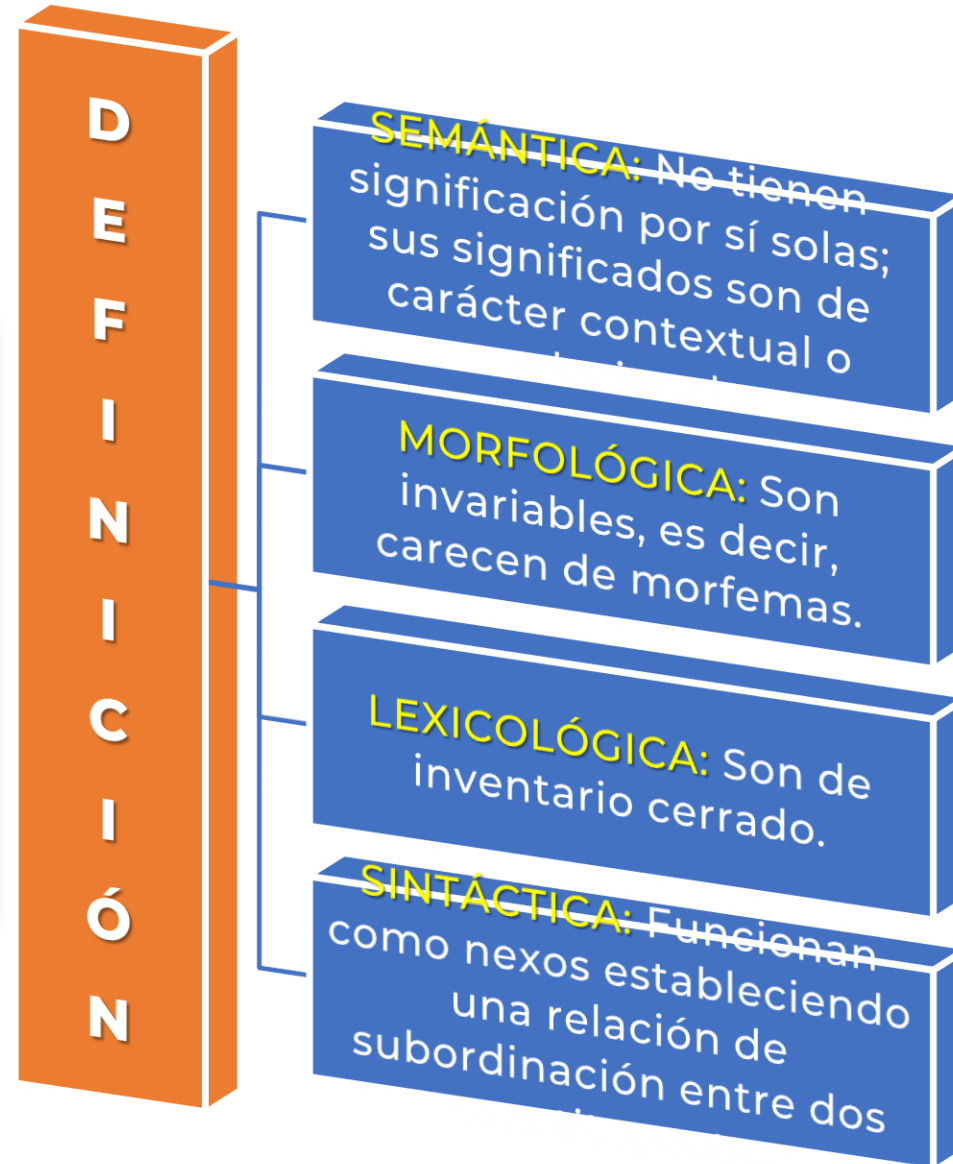 DEFINICIÓN
SEMÁNTICA: No tienen
significación por sí solas;
sus significados son de
carácter contextual o
MORFOLÓGICA: Son
invariables, es decir,
carecen de morfemas.
LEXICOLÓGICA: Son de
inventario cerrado.
SINTÁCTICA: Funcionan
como nexos estableciendo
una relación de
subordinación entre dos